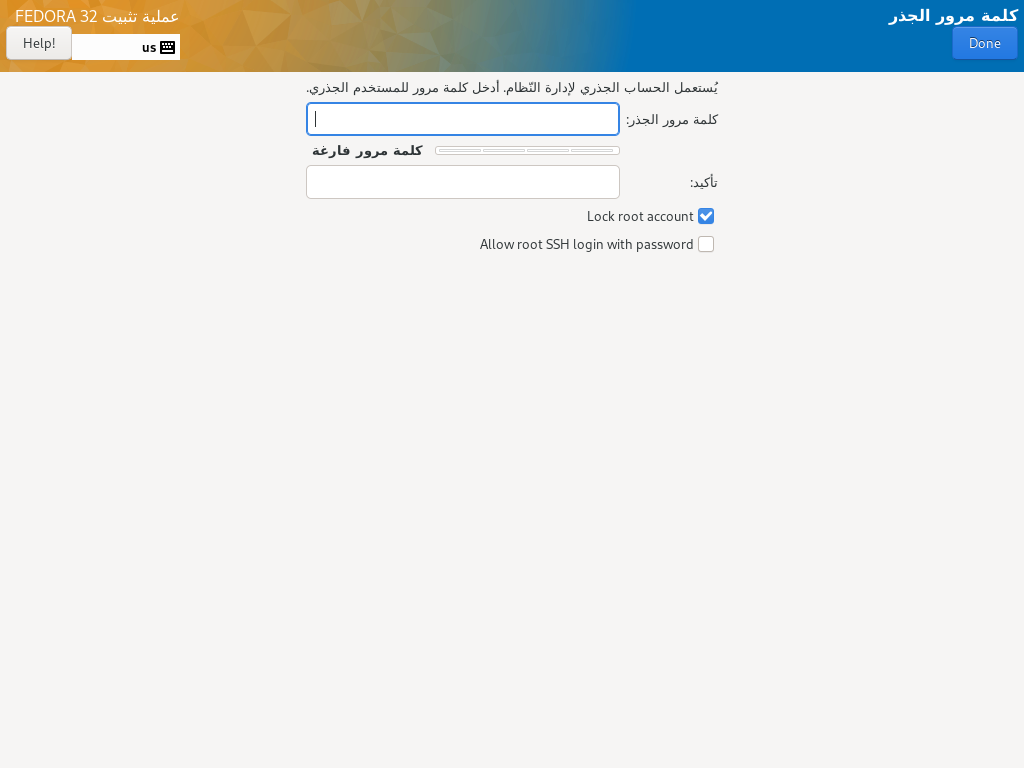 كلمة مرور الجذر
عملية تثبيت FEDORA 32
Done
us
Help!
يُستعمل الحساب الجذري لإدارة النّظام. أدخل كلمة مرور للمستخدم الجذري.
كلمة مرور الجذر:
كلمة مرور فارغة
تأكيد:
Lock root account
Allow root SSH login with password